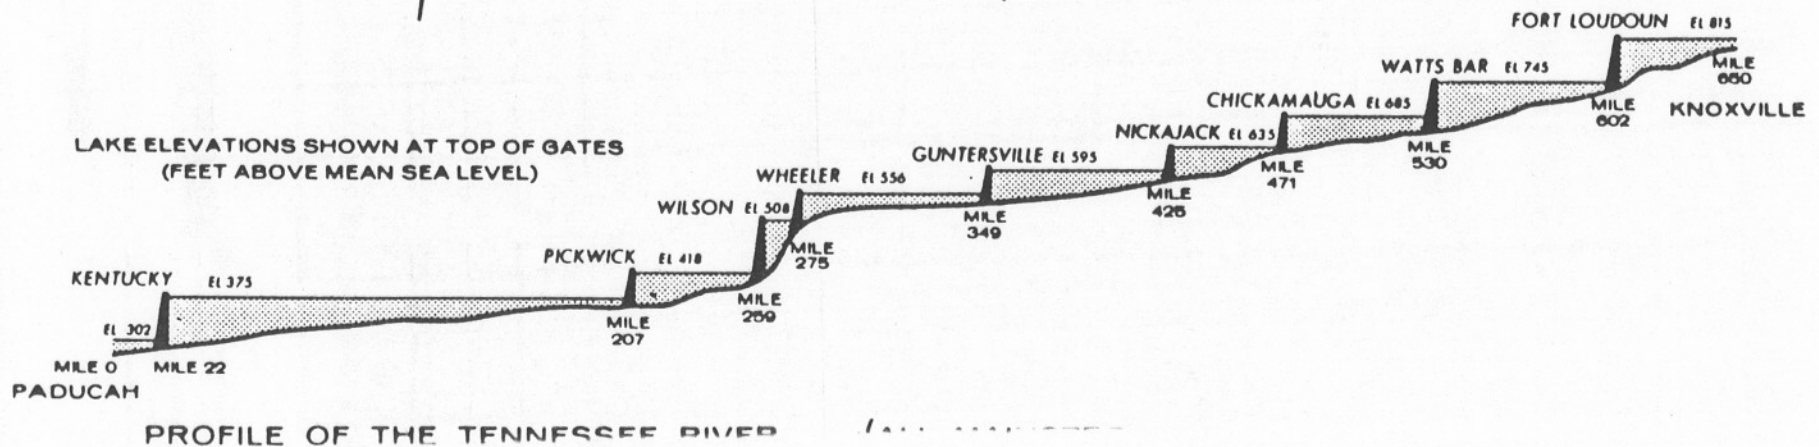 FORT LOUDOUN EL 815
MILE
650
KNOXVILLE
WATTS BAR EL 745
MILE
602
CHICKAMAUGA EL 685
MILE
530
NICKAJACK EL 635
MILE
471
LAKE ELEVATIONS SHOWN AT TOP OF GATES
(FEET ABOVE MEAN SEA LEVEL)
GUNTERSVILLE EL 595
MILE
425
WHEELER EL 556
MILE
349
WILSON EL 508
MILE
275
PICKWICK EL 418
MILE
259
KENTUCKY EL 375
MILE
207
EL 302
MILE 0 MILE 22
PADUCAH
PROFILE OF THE TENNESSEE RIVER